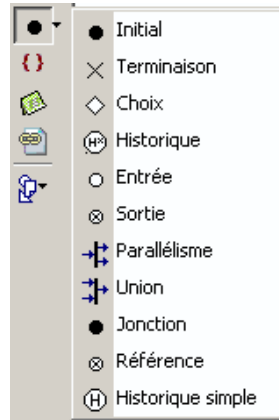 Initial
Terminaison
Choix
Historique
Entrée
Sortie
Parallélisme
Union
Jonction
Référence
Historique simple